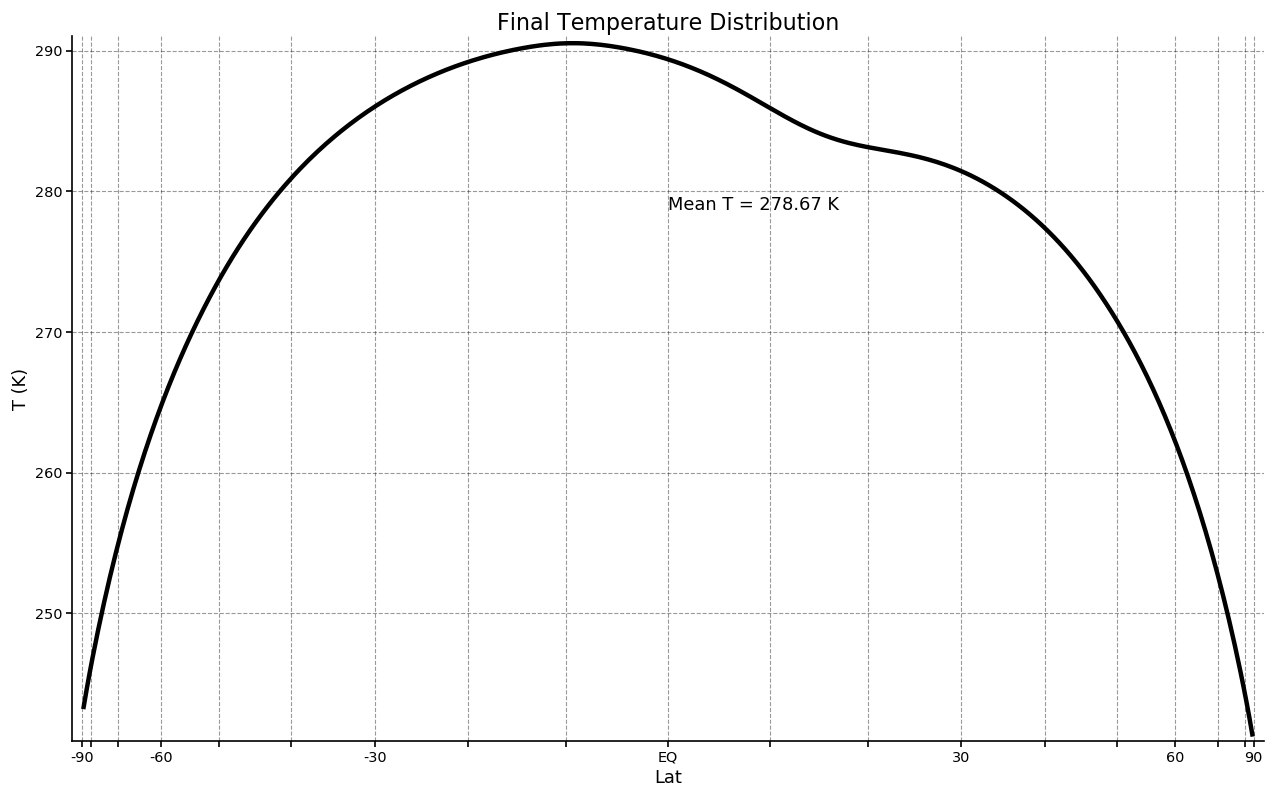 Final Temperature Distribution
290
280
Mean T = 278.67 K
270
T (K)
260
250
-90 -60 -30 EQ 30 60 90
Lat